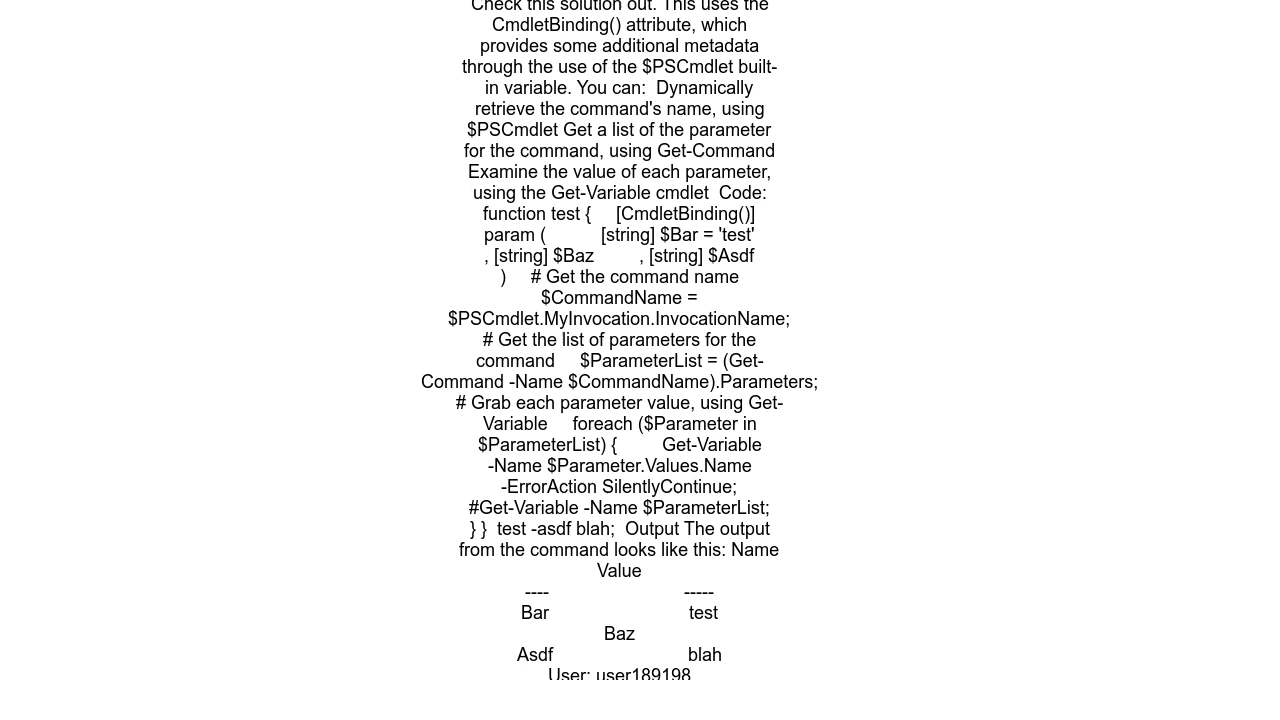 Check this solution out. This uses the
CmdletBinding() attribute, which
provides some additional metadata
through the use of the $PSCmdlet built-
in variable. You can:  Dynamically
retrieve the command's name, using
$PSCmdlet Get a list of the parameter
for the command, using Get-Command
Examine the value of each parameter,
using the Get-Variable cmdlet  Code:
function test {     [CmdletBinding()]
param (           [string] $Bar = 'test'
, [string] $Baz         , [string] $Asdf
)     # Get the command name
$CommandName =
$PSCmdlet.MyInvocation.InvocationName;
# Get the list of parameters for the
command     $ParameterList = (Get-
Command -Name $CommandName).Parameters;
# Grab each parameter value, using Get-
Variable     foreach ($Parameter in
$ParameterList) {         Get-Variable
-Name $Parameter.Values.Name
-ErrorAction SilentlyContinue;
#Get-Variable -Name $ParameterList;
} }  test -asdf blah;  Output The output
from the command looks like this: Name
Value
----                           -----
Bar                            test
Baz
Asdf                           blah
User: user189198